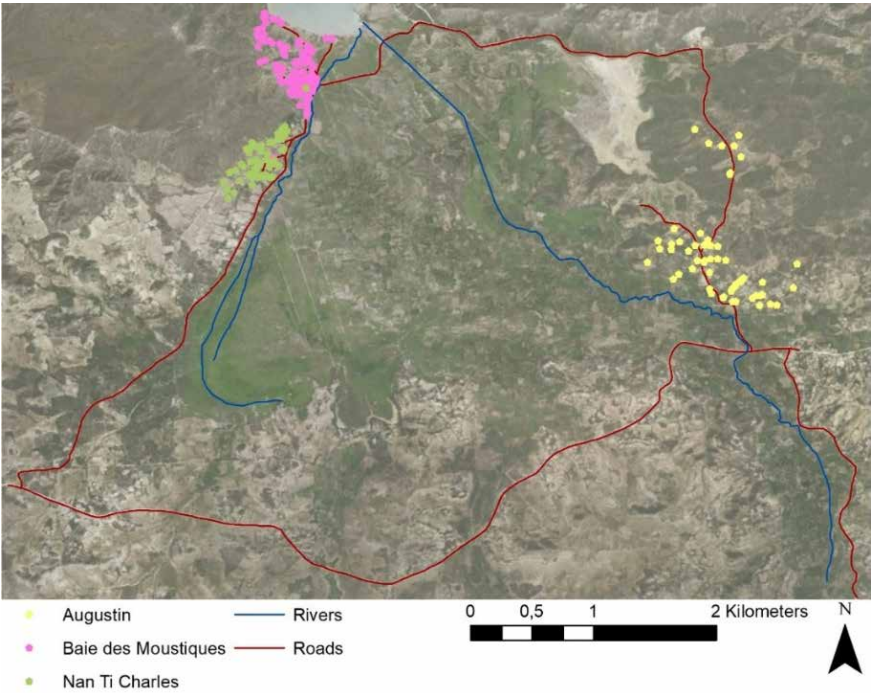 Augustin
Baie des Moustiques
Nan Ti Charles
Rivers
Roads
0 0,5 1 2 Kilometers
N